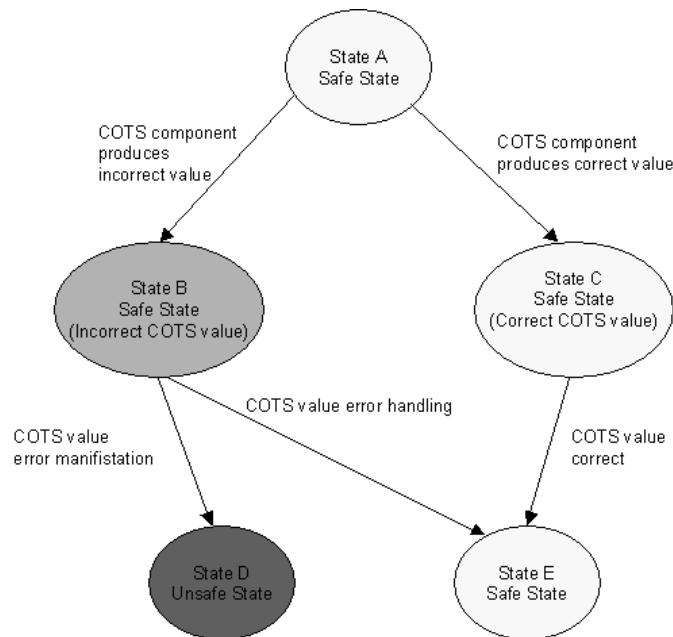 State A
Safe State
COTS component
produces
incorrect value
COTS component
produces correct value
State B
Safe State
(Incorrect COTS value)
State C
Safe State
(Correct COTS value)
COTS value error handling
COTS value
error manifistation
COTS value
correct
State D
Unsafe State
State E
Safe State